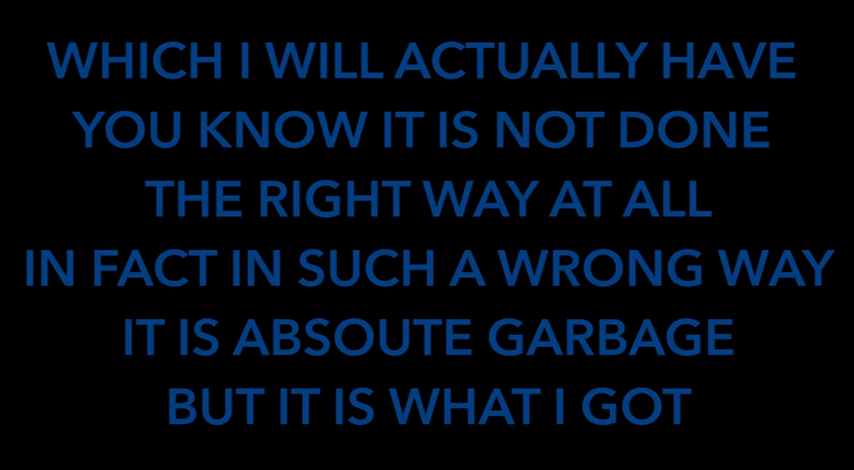 WHICH I WILL ACTUALLY HAVE
YOU KNOW IT IS NOT DONE
THE RIGHT WAY AT ALL
IN FACT IN SUCH A WRONG WAY
IT IS ABSOUTE GARBAGE
BUT IT IS WHAT I GOT